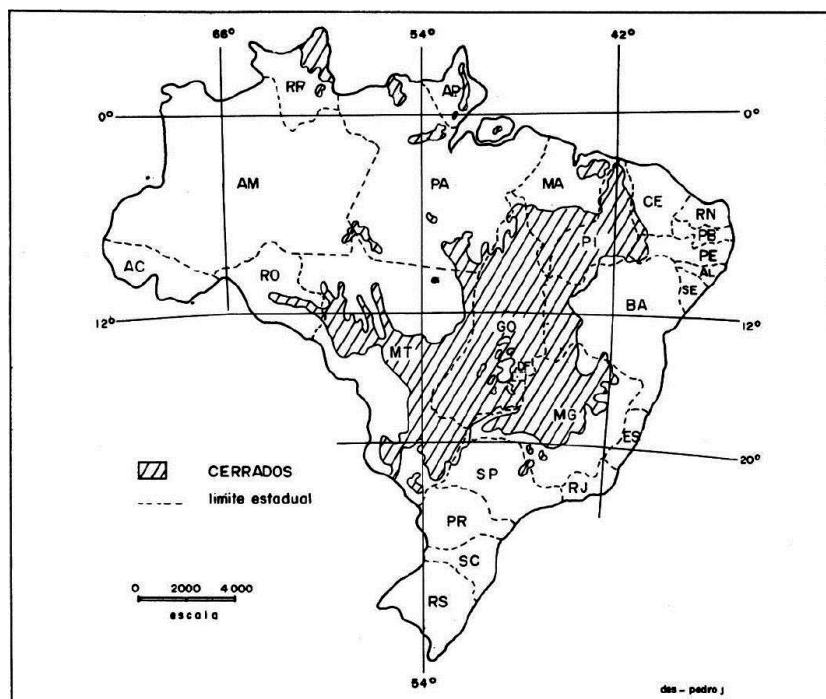 66° 54° 42°
RR AP
0° 0°
AM PA MA CE
RN
PI PB
PE
AC AL
RO SE
BA
12° 12°
GO
MT DF
MG
ES
20°
CERRADOS
SP
limite estadual RJ
PR
SC
0 2000 4000
escala RS
54°
des - pedro j